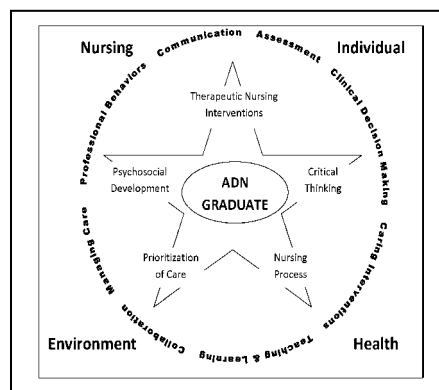 Nursing
Individual
Professional Behaviors
Communication
Assessment
Clinical Decision Making
Caring Interventions
Teaching & Learning
Collaboration
Managing Care
Therapeutic Nursing
Interventions
Psychosocial
Development
Critical
Thinking
ADN
GRADUATE
Prioritization
of Care
Nursing
Process
Environment
Health